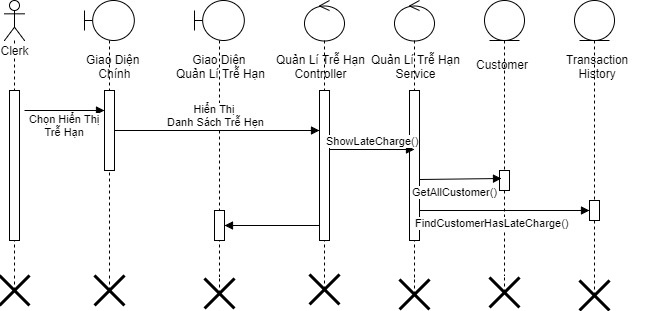 Clerk
Giao Diện
Chính
Giao Diện
Quản Lí Trễ Hạn
Quản Lí Trễ Hạn
Controller
Quản Lí Trễ Hạn
Service
Customer
Transaction
History
Chọn Hiển Thị
Trễ Hạn
Hiển Thị
Danh Sách Trễ Hẹn
ShowLateCharge()
GetAllCustomer()
FindCustomerHasLateCharge()